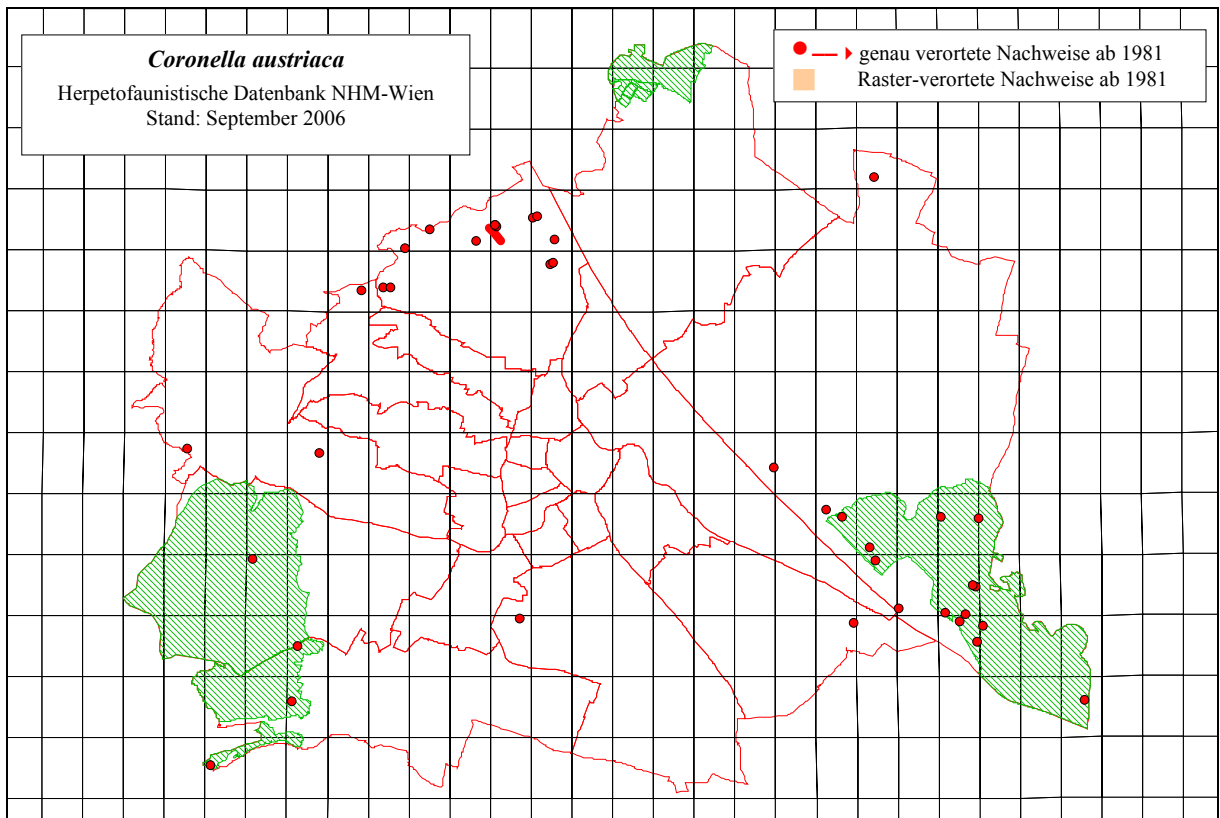 Coronella austriaca
Herpetofaunistische Datenbank NHM-Wien
Stand: September 2006
genau verortete Nachweise ab 1981
Raster-verortete Nachweise ab 1981